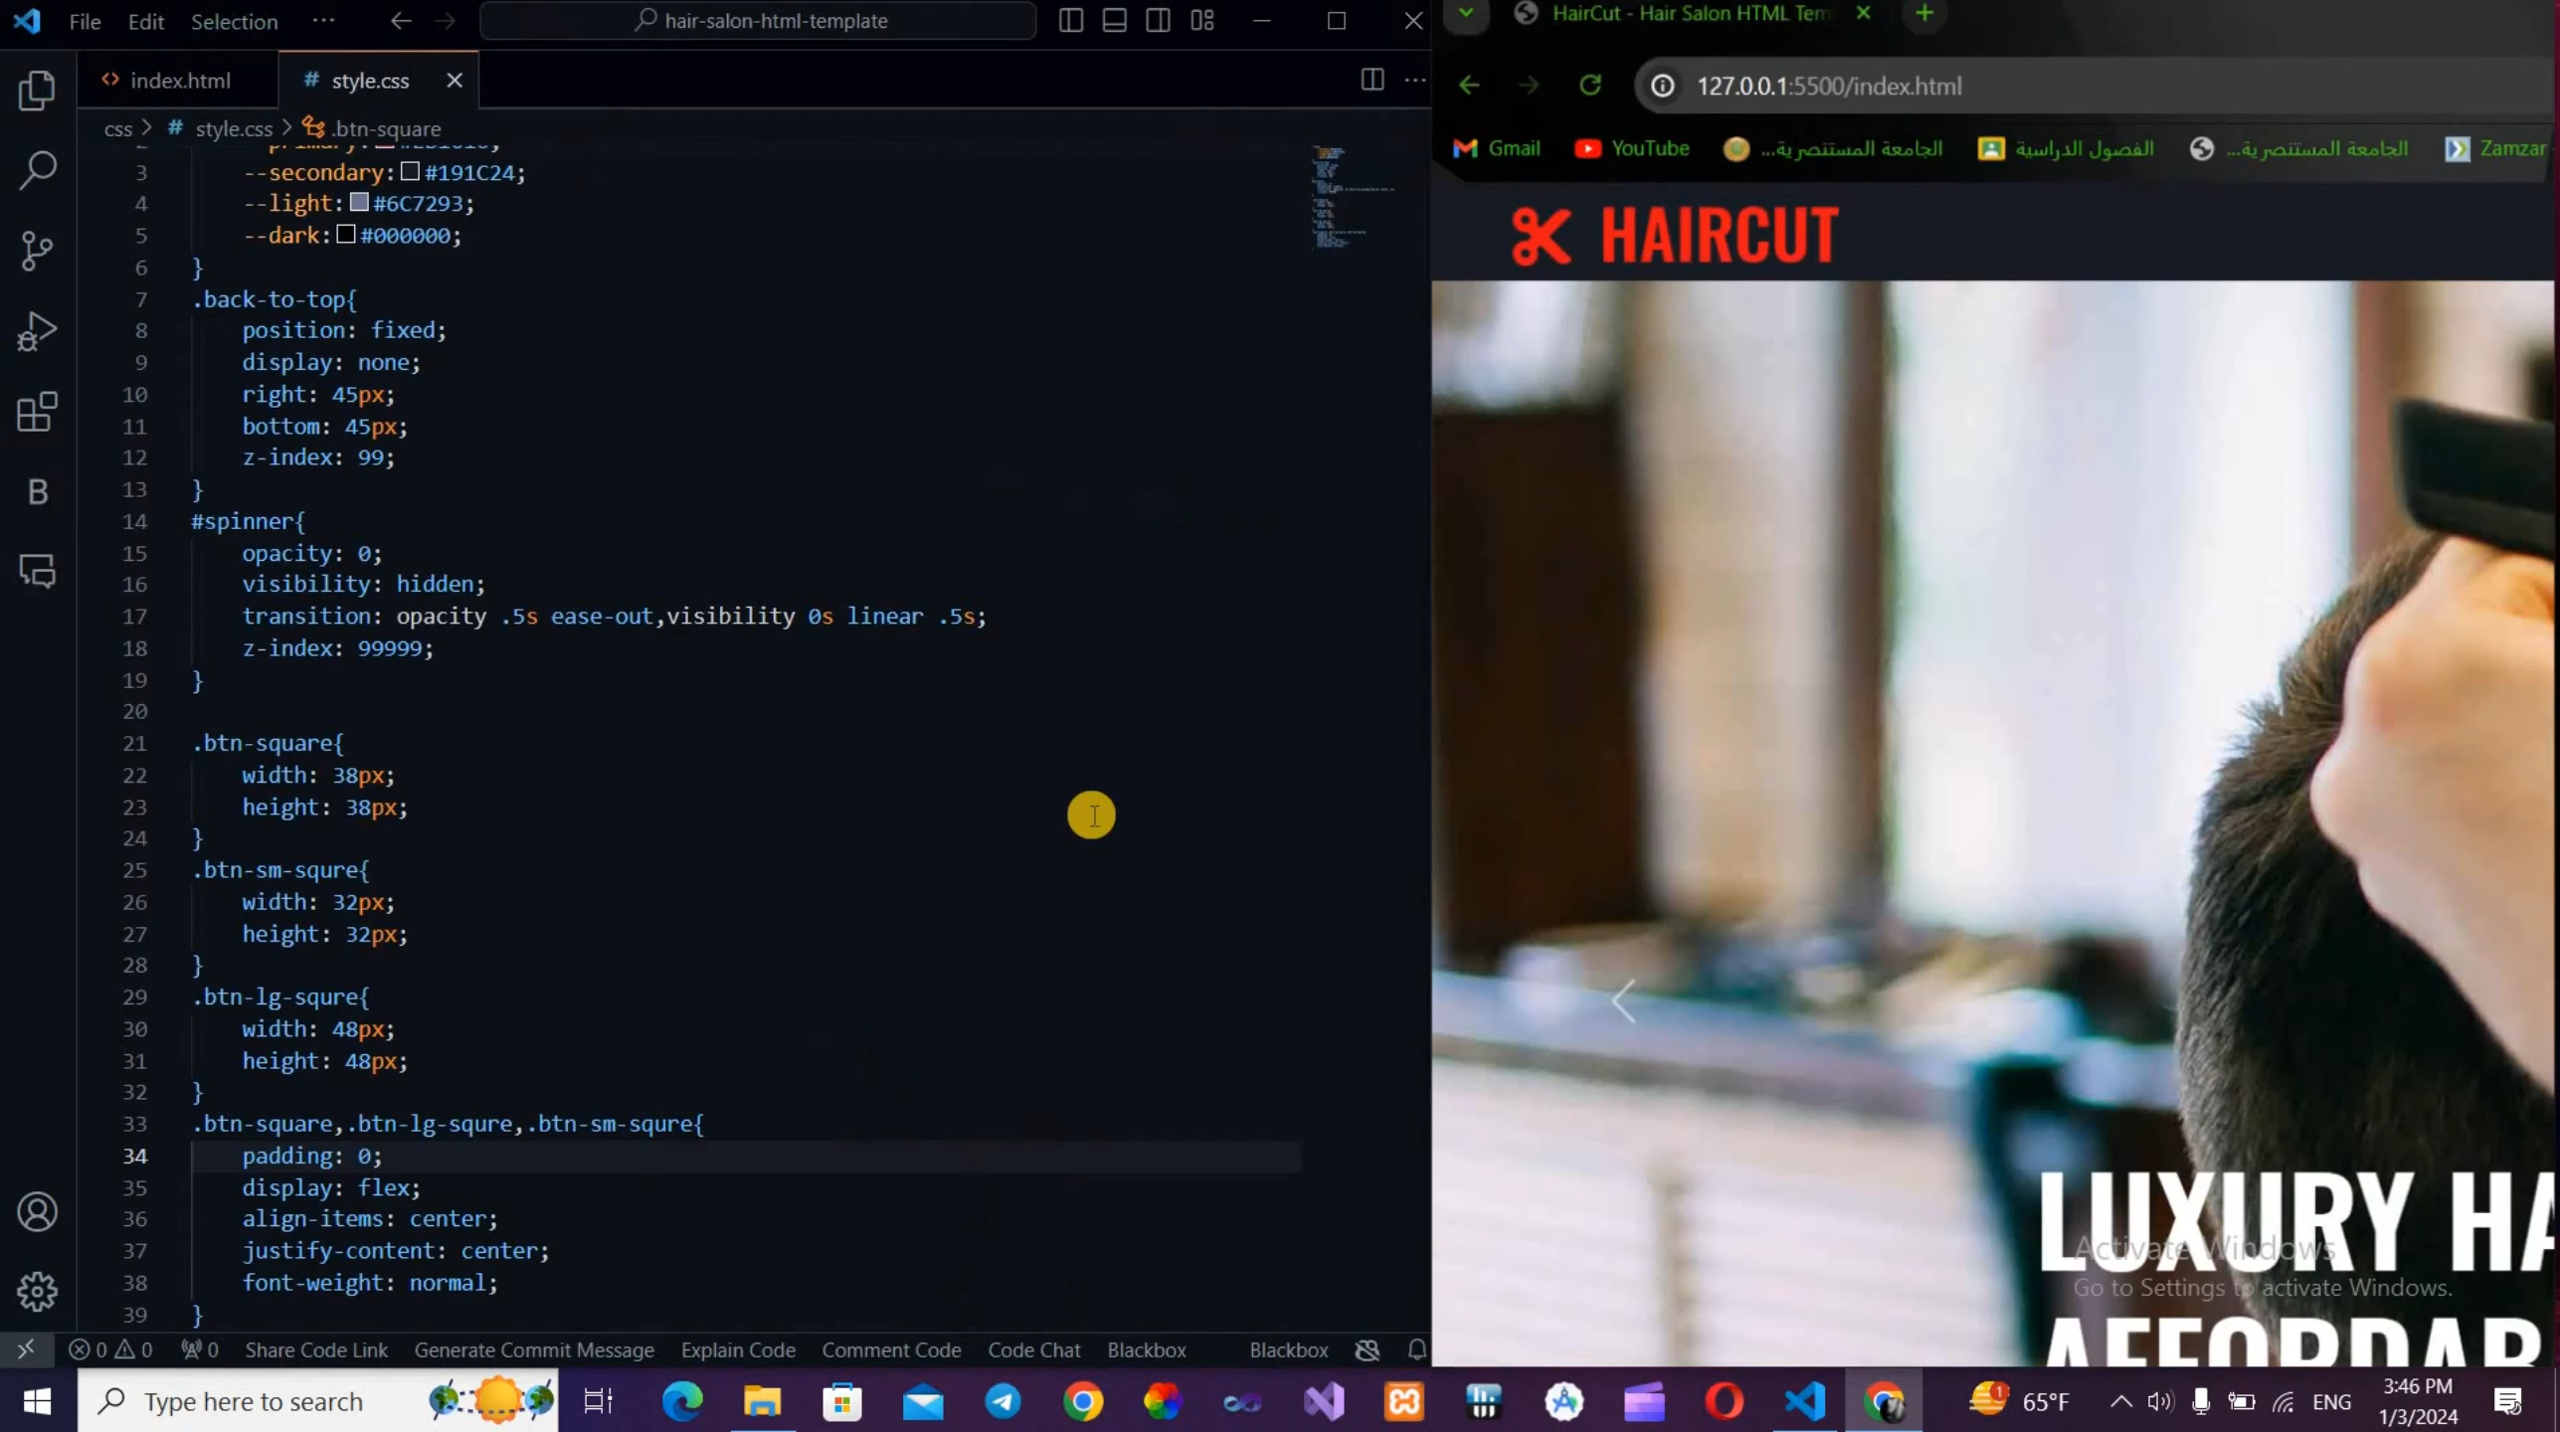 File Edit Selection ··· hair-salon-html-template
index.html # style.css
css > # style.css > .btn-square
3 --secondary: #191C24;
4 --light: #6C7293;
5 --dark: #000000;
6 }
7 .back-to-top{
8 position: fixed;
9 display: none;
10 right: 45px;
11 bottom: 45px;
12 z-index: 99;
13 }
14 #spinner{
15 opacity: 0;
16 visibility: hidden;
17 transition: opacity .5s ease-out,visibility 0s linear .5s;
18 z-index: 99999;
19 }
20
21 .btn-square{
22 width: 38px;
23 height: 38px;
24 }
25 .btn-sm-squre{
26 width: 32px;
27 height: 32px;
28 }
29 .btn-lg-squre{
30 width: 48px;
31 height: 48px;
32 }
33 .btn-square,.btn-lg-squre,.btn-sm-squre{
34 padding: 0;
35 display: flex;
36 align-items: center;
37 justify-content: center;
38 font-weight: normal;
39 }
B
0 0 0 Share Code Link Generate Commit Message Explain Code Comment Code Code Chat Blackbox Blackbox
HairCut - Hair Salon HTML Tem
127.0.0.1:5500/index.html
Gmail YouTube الجامعة المستنصرية... الفصول الدراسية الجامعة المستنصرية... Zamzar
HAIRCUT
LUXURY HA
AFFORDAB
Activate Windows
Go to Settings to activate Windows.
Type here to search
1 65°F ENG 3:46 PM
1/3/2024